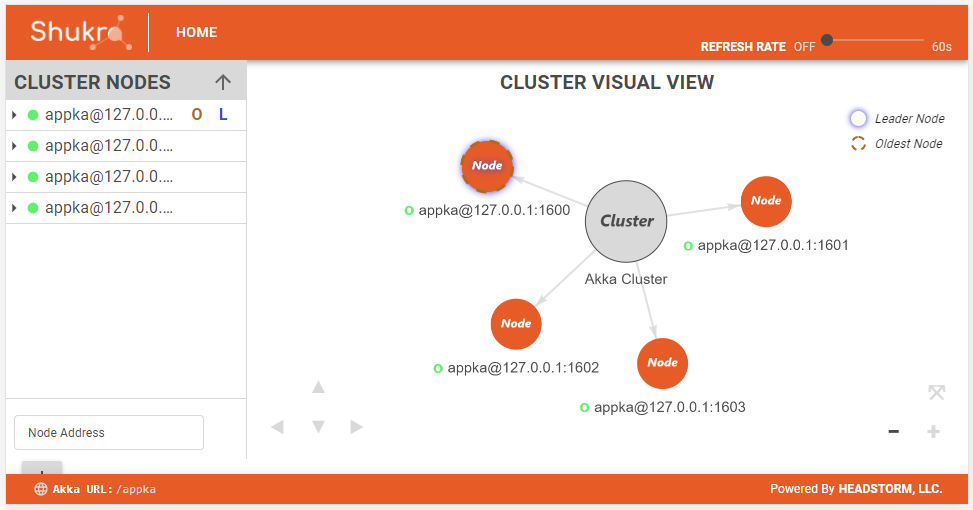 Shukra
HOME
REFRESH RATE OFF 60s
CLUSTER NODES
CLUSTER VISUAL VIEW
appka@127.0.0.... O L
appka@127.0.0....
appka@127.0.0....
appka@127.0.0....
Leader Node
Oldest Node
Node
appka@127.0.0.1:1600
Cluster
Akka Cluster
Node
appka@127.0.0.1:1601
Node
appka@127.0.0.1:1602
Node
appka@127.0.0.1:1603
Node Address
Akka URL: /appka
Powered By HEADSTORM, LLC.